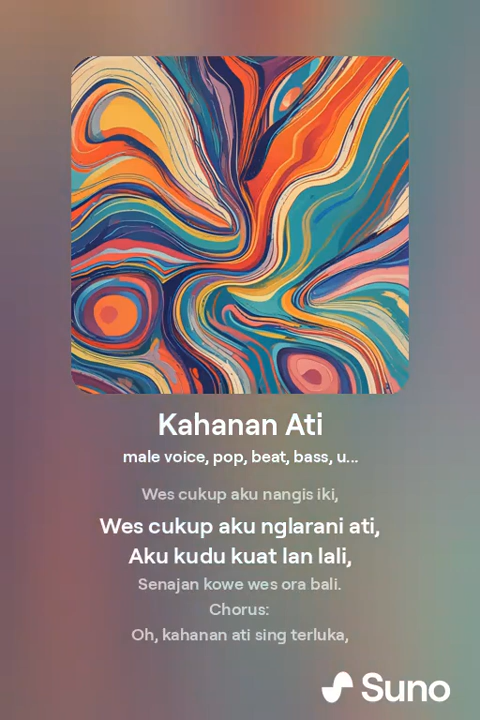 Kahanan Ati
male voice, pop, beat, bass, u...
Wes cukup aku nangis iki,
Wes cukup aku nglarani ati,
Aku kudu kuat lan lali,
Senajan kowe wes ora bali.
Chorus:
Oh, kahanan ati sing terluka,
Suno